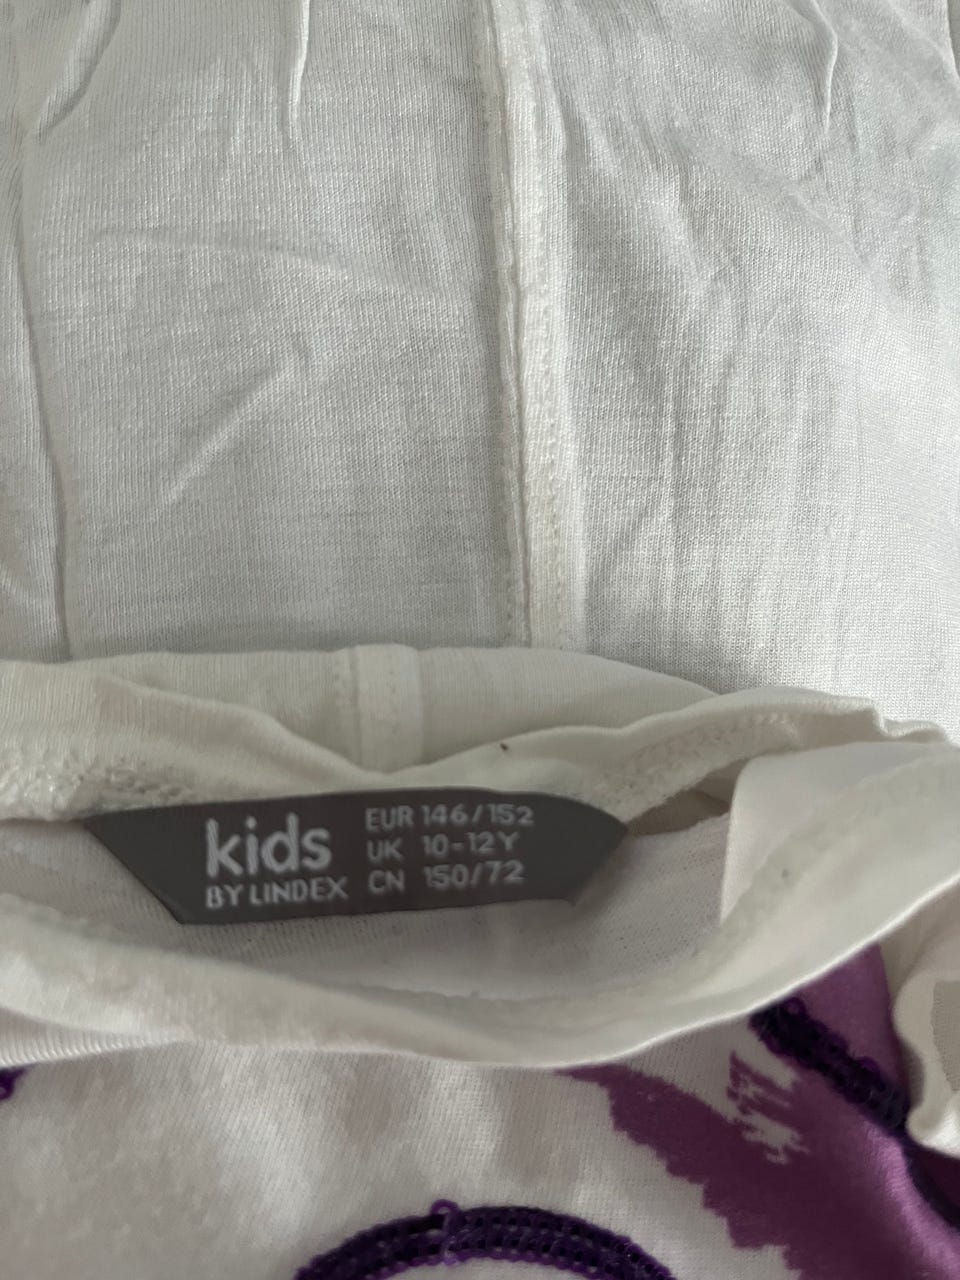 kids
BY LINDEX
EUR 146/152
UK 10-12Y
CN 150/72